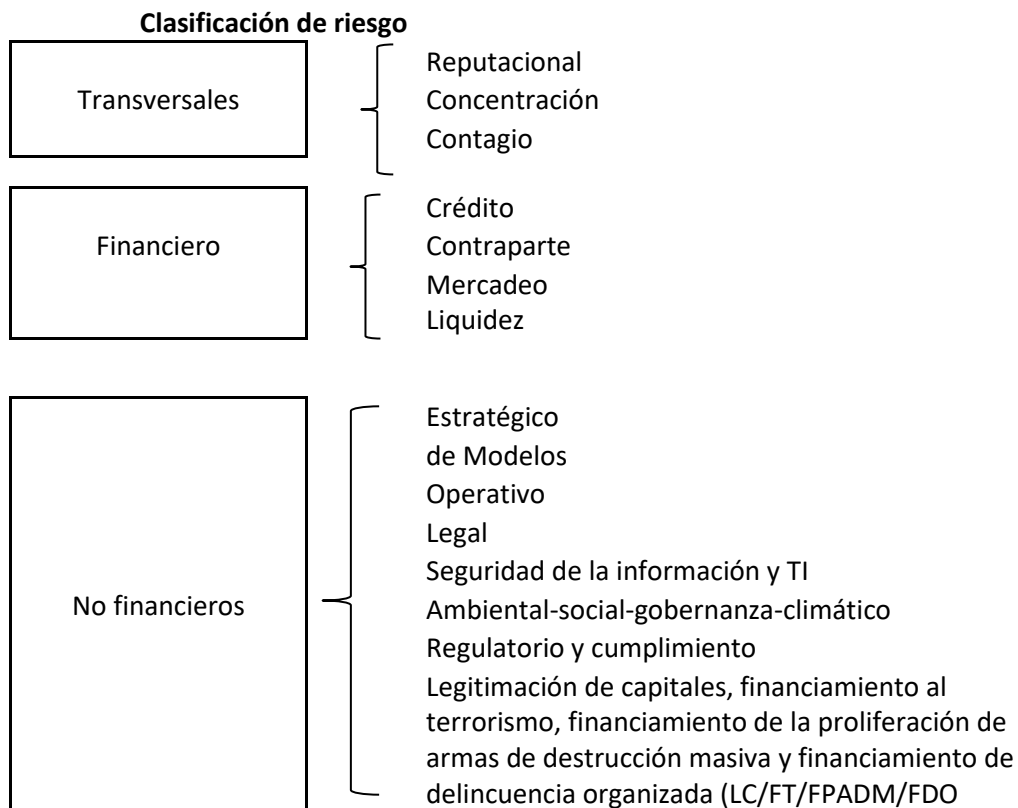 Clasificación de riesgo
Transversales
Reputacional
Concentración
Contagio
Financiero
Crédito
Contraparte
Mercadeo
Liquidez
No financieros
Estratégico
de Modelos
Operativo
Legal
Seguridad de la información y TI
Ambiental-social-gobernanza-climático
Regulatorio y cumplimiento
Legitimación de capitales, financiamiento al
terrorismo, financiamiento de la proliferación de
armas de destrucción masiva y financiamiento de
delincuencia organizada (LC/FT/FPADM/FDO